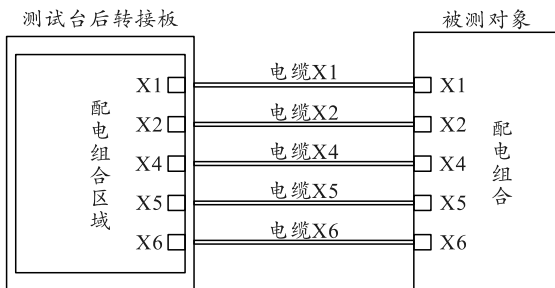 测试台后转接板
被测对象
X1 电缆X1 X1
X2 电缆X2 X2
X4 电缆X4 X4
X5 电缆X5 X5
X6 电缆X6 X6
配电组合区域
配电组合